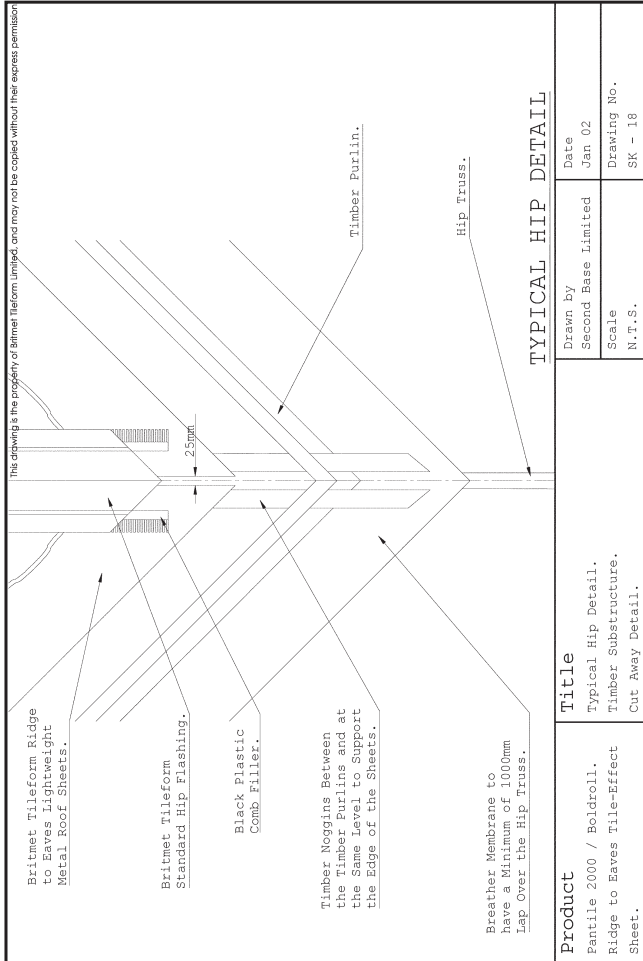 This drawing is the property of Britmet Tileform Limited, and may not be copied without their express permission
Britmet Tileform Ridge
to Eaves Lightweight
Metal Roof Sheets.
Britmet Tileform
Standard Hip Flashing.
Black Plastic
Comb Filler.
Timber Noggins Between
the Timber Purlins and at
the Same Level to Support
the Edge of the Sheets.
Breather Membrane to
have a Minimum of 1000mm
Lap Over the Hip Truss.
25mm
Timber Purlin.
Hip Truss.
TYPICAL HIP DETAIL
Product
Pantile 2000 / Boldroll.
Ridge to Eaves Tile-Effect
Sheet.
Title
Typical Hip Detail.
Timber Substructure.
Cut Away Detail.
Drawn by
Second Base Limited
Date
Jan 02
Scale
N.T.S.
Drawing No.
SK - 18